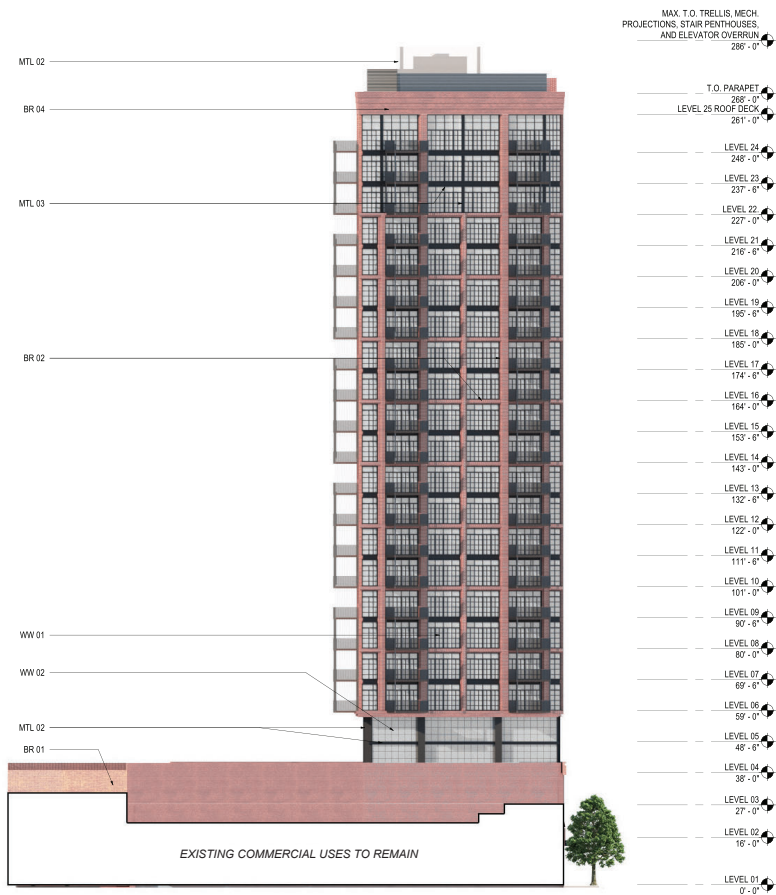 MAX. T.O. TRELLIS, MECH.
PROJECTIONS, STAIR PENTHOUSES,
AND ELEVATOR OVERRUN
286' - 0"
MTL 02
T.O. PARAPET
268' - 0"
BR 04
LEVEL 25 ROOF DECK
261' - 0"
LEVEL 24
248' - 0"
LEVEL 23
237' - 6"
MTL 03
LEVEL 22
227' - 0"
LEVEL 21
216' - 6"
LEVEL 20
206' - 0"
LEVEL 19
195' - 6"
LEVEL 18
185' - 0"
BR 02
LEVEL 17
174' - 6"
LEVEL 16
164' - 0"
LEVEL 15
153' - 6"
LEVEL 14
143' - 0"
LEVEL 13
132' - 6"
LEVEL 12
122' - 0"
LEVEL 11
111' - 6"
LEVEL 10
101' - 0"
LEVEL 09
90' - 6"
WW 01
LEVEL 08
80' - 0"
WW 02
LEVEL 07
69' - 6"
LEVEL 06
59' - 0"
MTL 02
LEVEL 05
48' - 6"
BR 01
LEVEL 04
38' - 0"
LEVEL 03
27' - 0"
LEVEL 02
16' - 0"
EXISTING COMMERCIAL USES TO REMAIN
LEVEL 01
0' - 0"